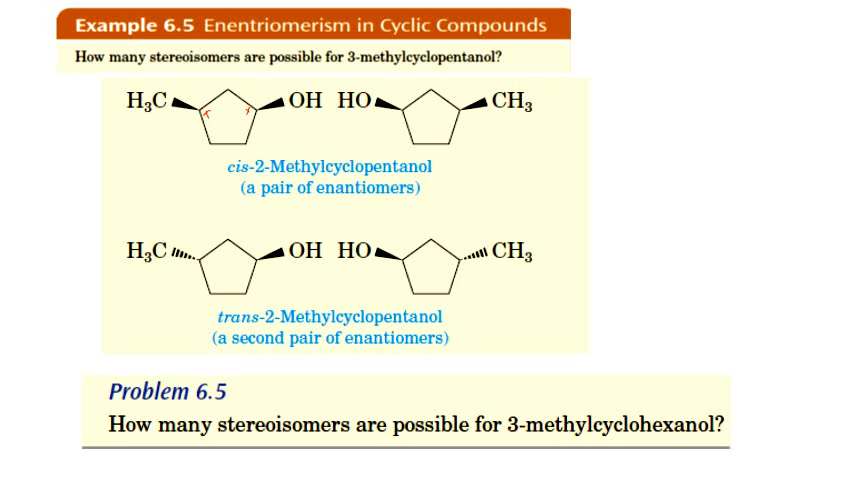 Example 6.5 Enentriomerism in Cyclic Compounds
How many stereoisomers are possible for 3-methylcyclopentanol?
H₃C OH HO CH₃
cis-2-Methylcyclopentanol
(a pair of enantiomers)
H₃C OH HO CH₃
trans-2-Methylcyclopentanol
(a second pair of enantiomers)
Problem 6.5
How many stereoisomers are possible for 3-methylcyclohexanol?